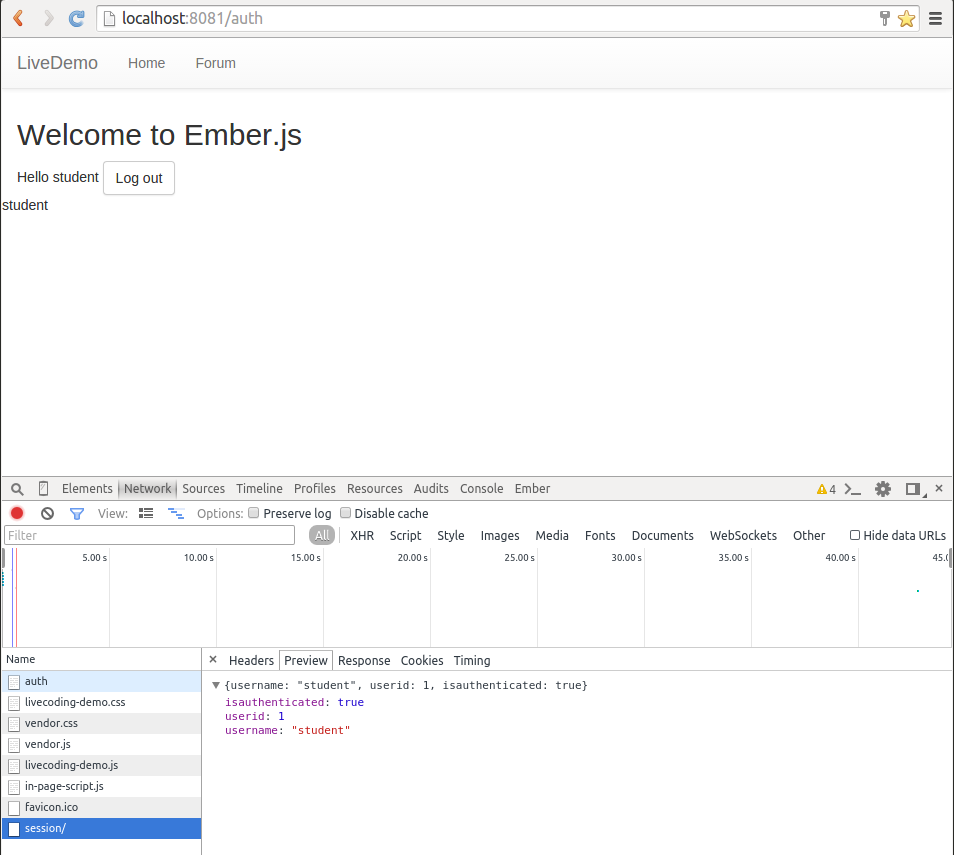 localhost:8081/auth
LiveDemo Home Forum
Welcome to Ember.js
Hello student Log out
student
Elements Network Sources Timeline Profiles Resources Audits Console Ember 4
View: Options: Preserve log Disable cache
Filter All XHR Script Style Images Media Fonts Documents WebSockets Other Hide data URLs
5.00 s 10.00 s 15.00 s 20.00 s 25.00 s 30.00 s 35.00 s 40.00 s 45.0
Name × Headers Preview Response Cookies Timing
auth
livecoding-demo.css
vendor.css
vendor.js
livecoding-demo.js
in-page-script.js
favicon.ico
session/
{username: "student", userid: 1, isauthenticated: true}
isauthenticated: true
userid: 1
username: "student"